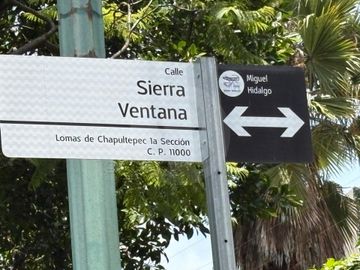 Calle
Sierra
Ventana
Lomas de Chapultepec 1a Sección
C. P. 11000
Miguel
Hidalgo